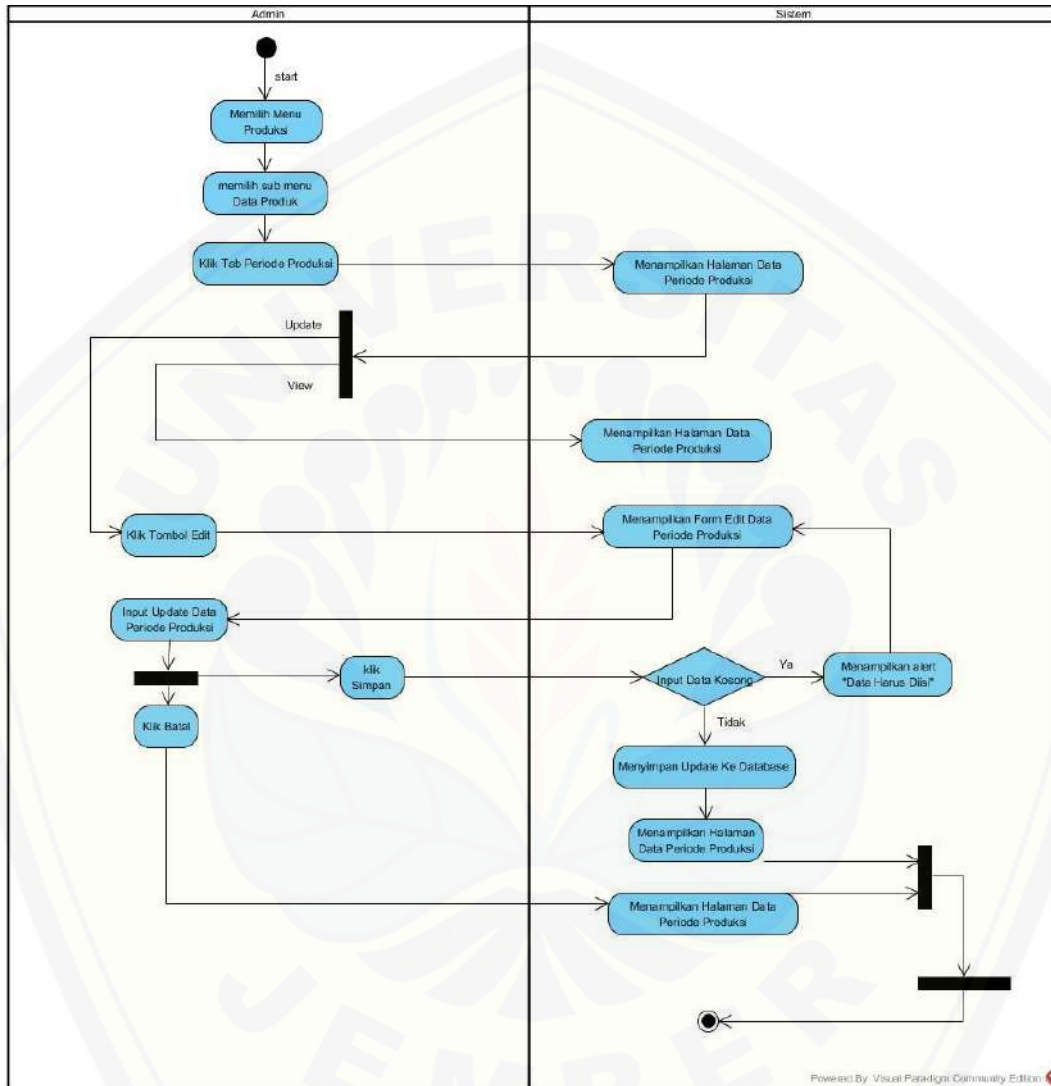 Admin
Sistem
start
Memilih Menu
Produksi
memilih sub menu
Data Produk
Klik Tab Periode Produksi
Menampilkan Halaman Data
Periode Produksi
Update
View
Menampilkan Halaman Data
Periode Produksi
Klik Tombol Edit
Menampilkan Form Edit Data
Periode Produksi
Input Update Data
Periode Produksi
klik
Simpan
Input Data Kosong
Ya
Menampilkan alert
"Data Harus Diisi"
Klik Batal
Tidak
Menyimpan Update Ke Database
Menampilkan Halaman
Data Periode Produksi
Menampilkan Halaman Data
Periode Produksi
UNIVERSITAS
JEMBER
Powered By Visual Paradigm Community Edition